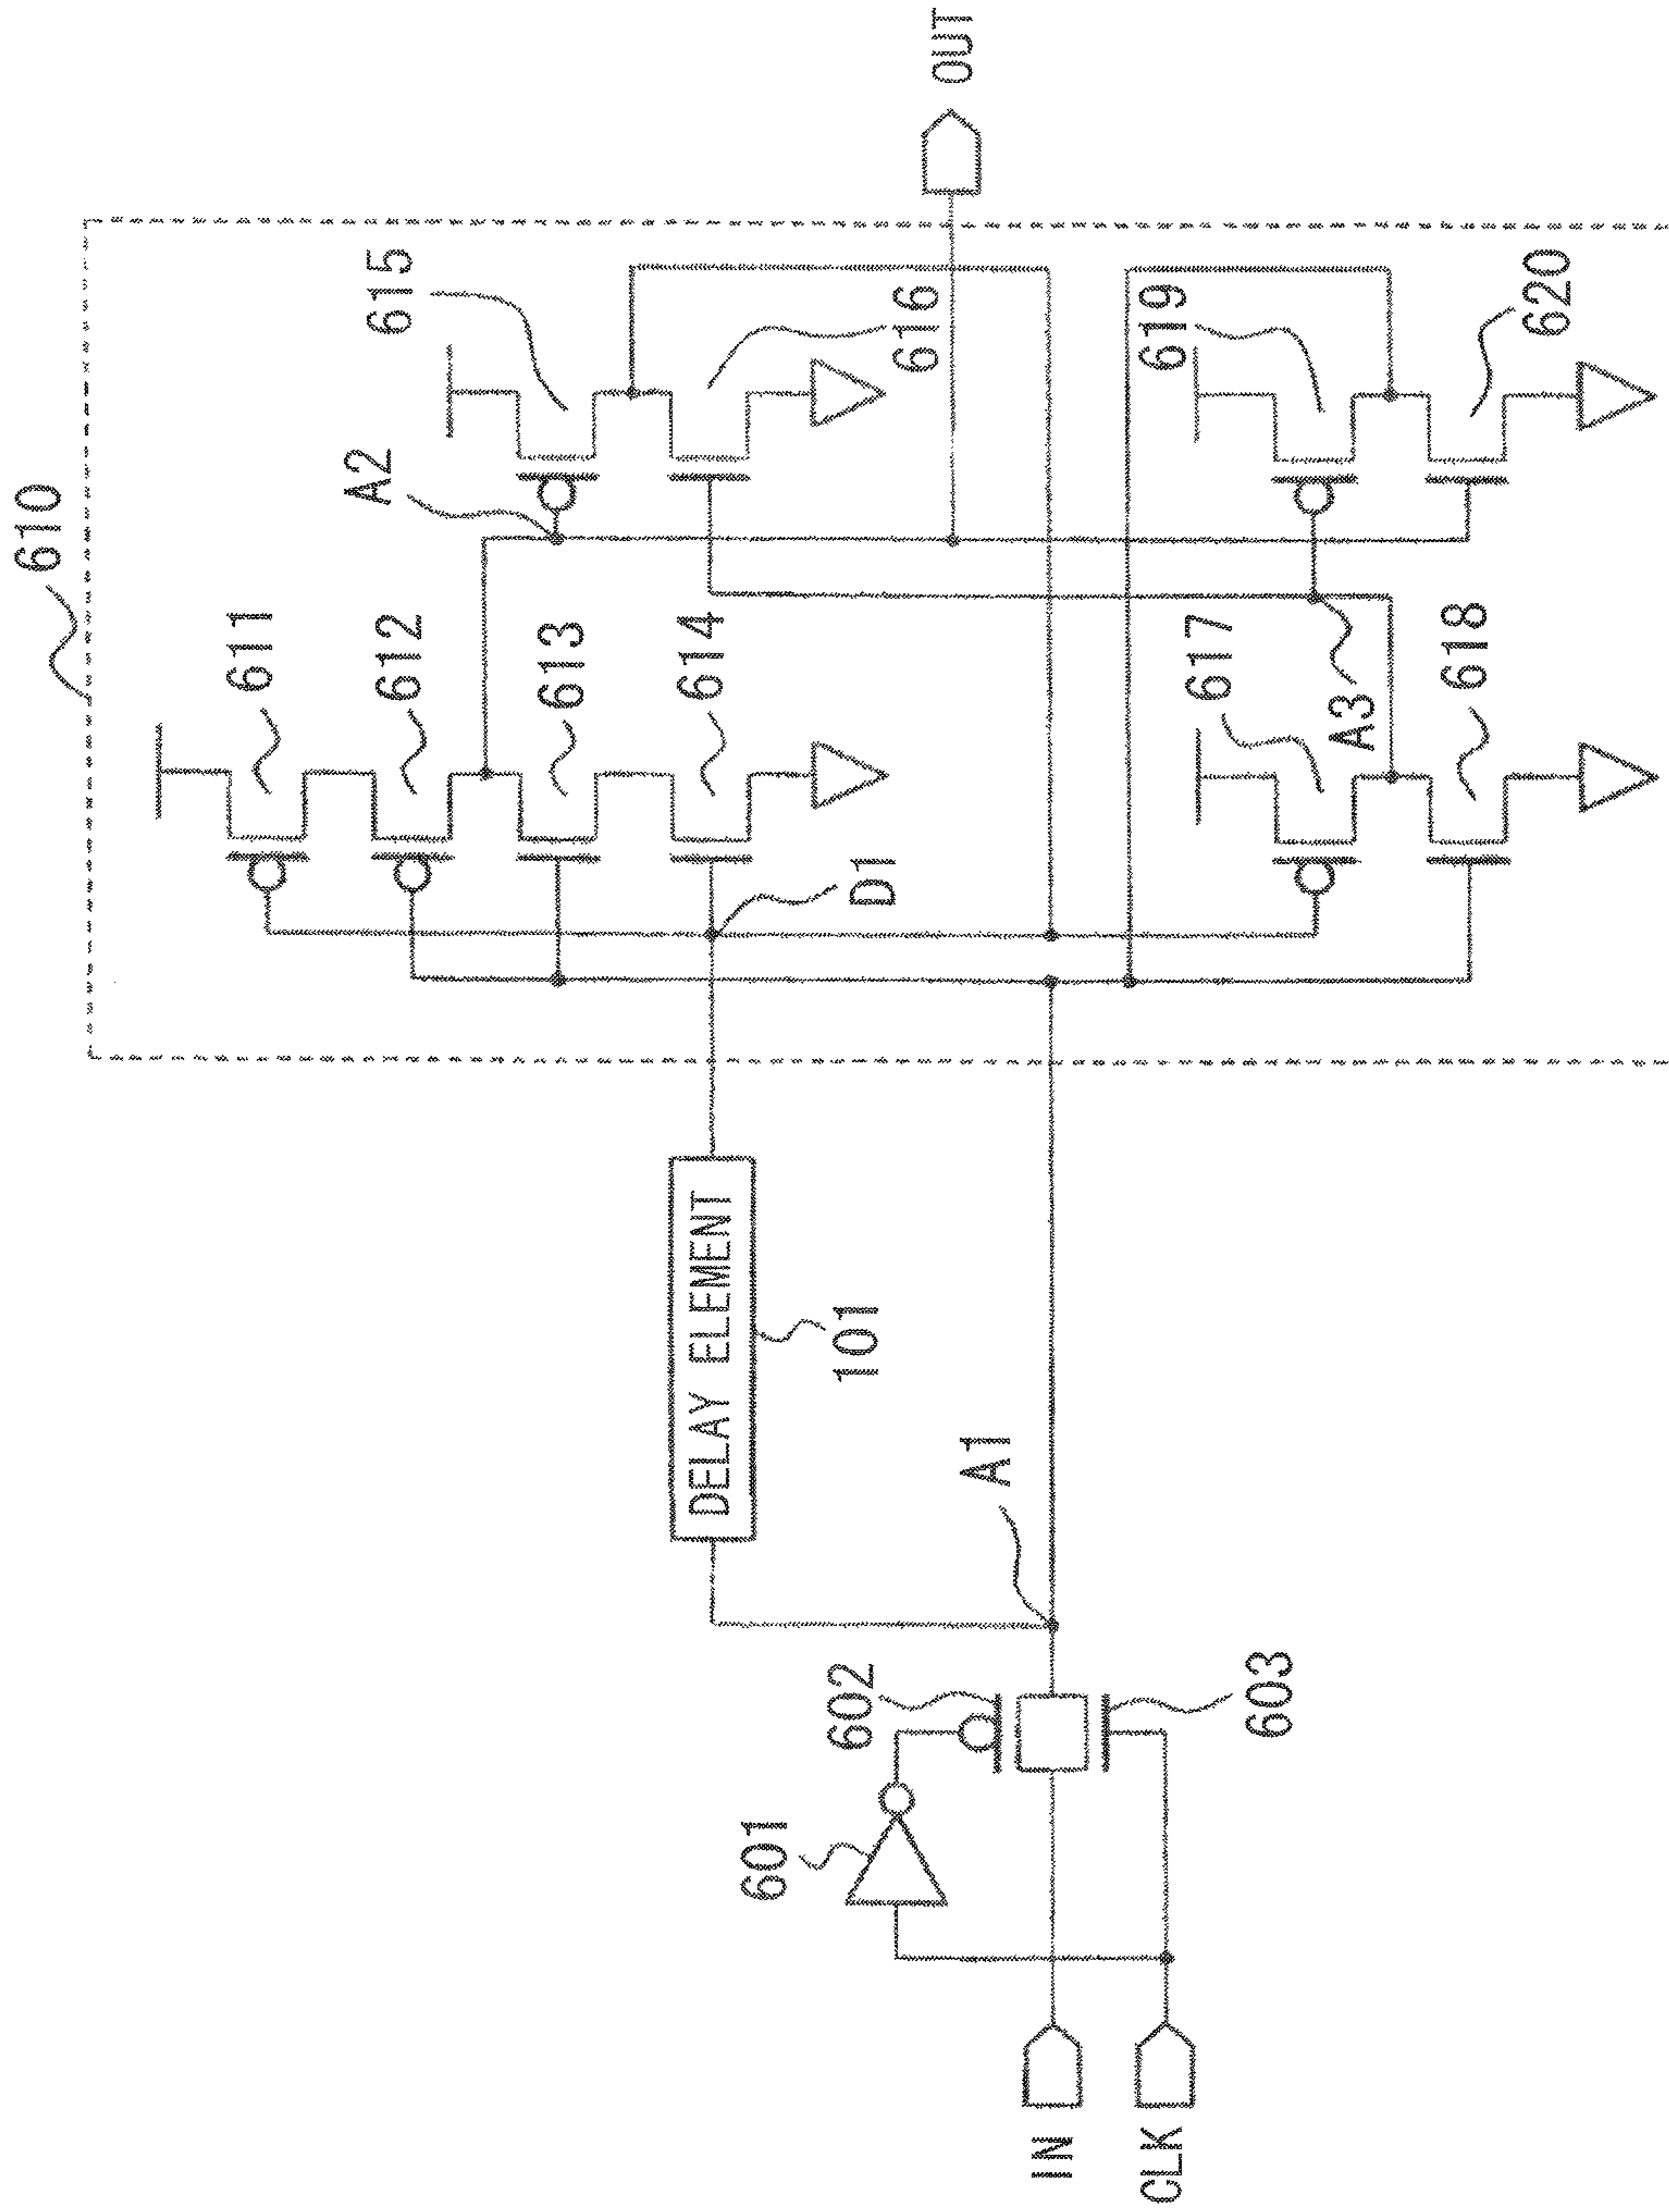 610
611
612
613
614
A2
615
616
OUT
D1
617
618
A3
619
620
DELAY ELEMENT
101
A1
601
602
603
IN
CLK